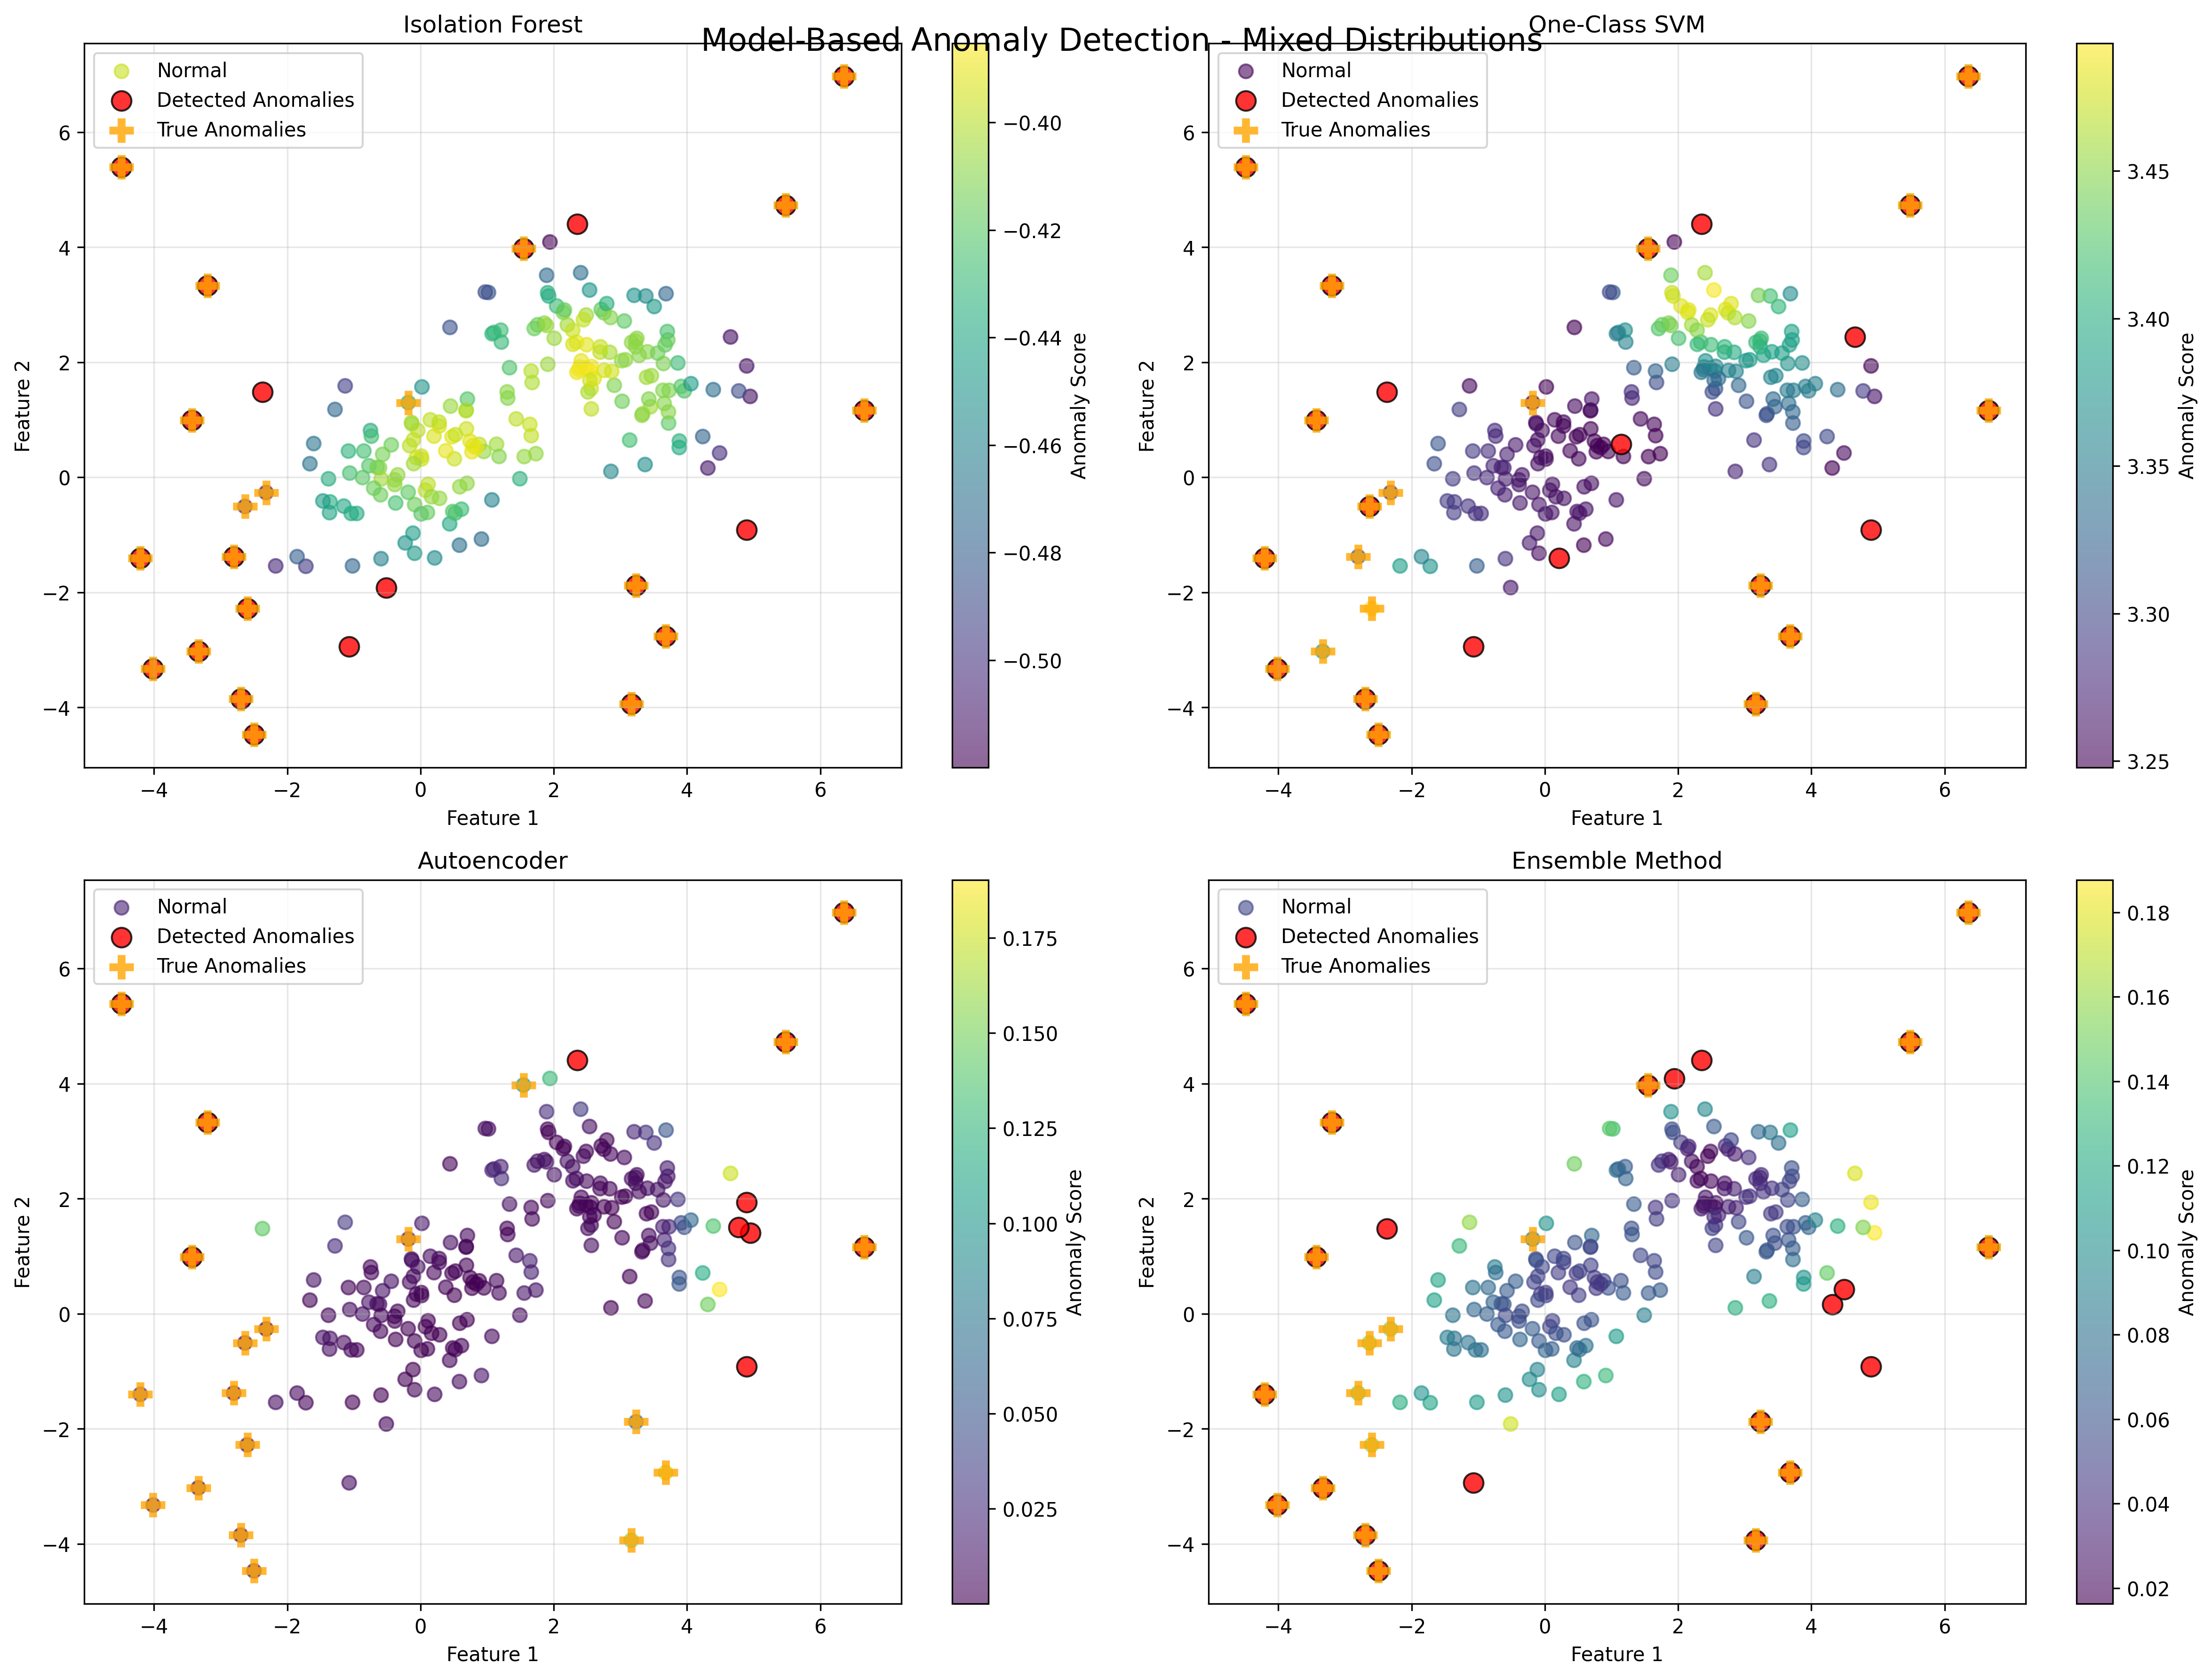 Model-Based Anomaly Detection - Mixed Distributions
Isolation Forest
Normal
Detected Anomalies
True Anomalies
6
4
2
0
−2
−4
Feature 2
−4
−2
0
2
4
6
Feature 1
−0.40
−0.42
−0.44
−0.46
−0.48
−0.50
Anomaly Score
One-Class SVM
Normal
Detected Anomalies
True Anomalies
6
4
2
0
−2
−4
Feature 2
−4
−2
0
2
4
6
Feature 1
3.45
3.40
3.35
3.30
3.25
Anomaly Score
Autoencoder
Normal
Detected Anomalies
True Anomalies
6
4
2
0
−2
−4
Feature 2
−4
−2
0
2
4
6
Feature 1
0.175
0.150
0.125
0.100
0.075
0.050
0.025
Anomaly Score
Ensemble Method
Normal
Detected Anomalies
True Anomalies
6
4
2
0
−2
−4
Feature 2
−4
−2
0
2
4
6
Feature 1
0.18
0.16
0.14
0.12
0.10
0.08
0.06
0.04
0.02
Anomaly Score